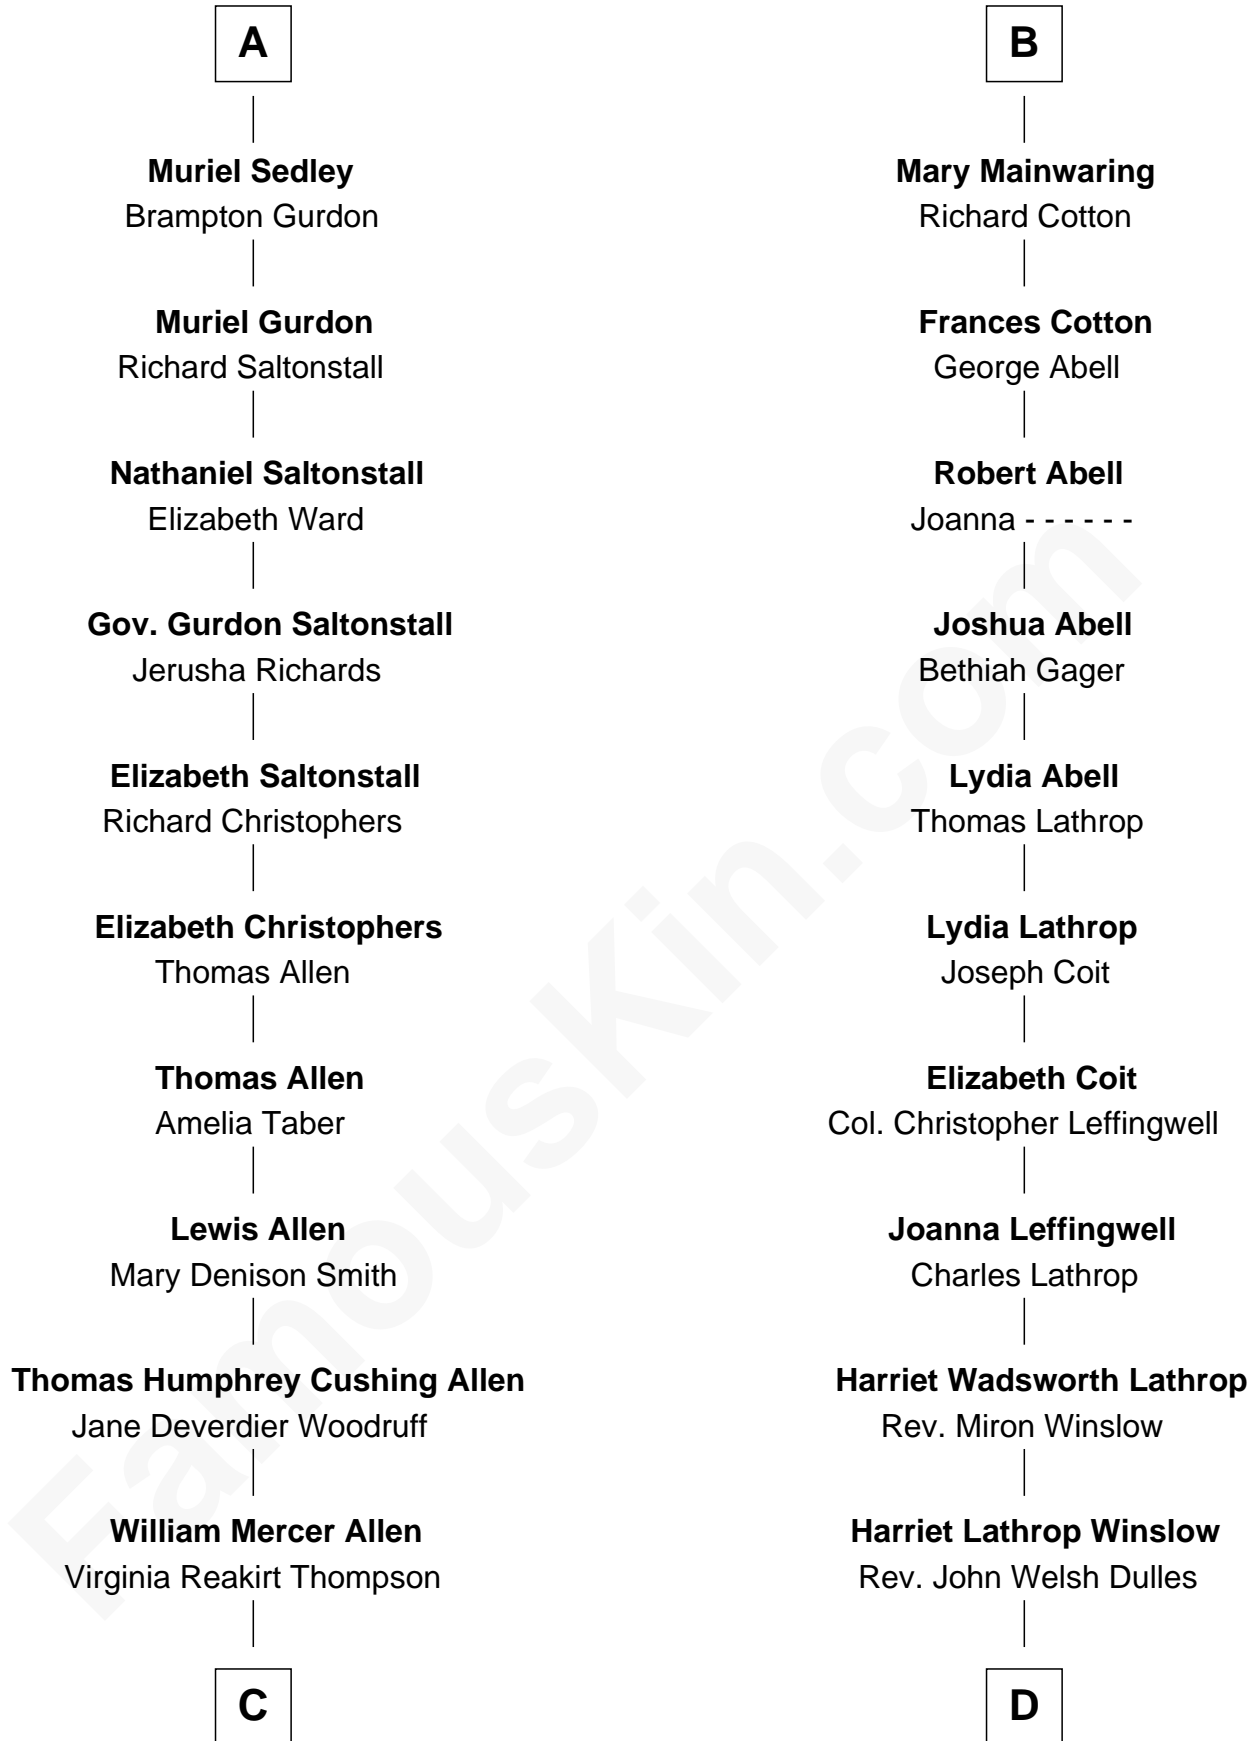 A
Muriel Sedley
Brampton Gurdon
Muriel Gurdon
Richard Saltonstall
Nathaniel Saltonstall
Elizabeth Ward
Gov. Gurdon Saltonstall
Jerusha Richards
Elizabeth Saltonstall
Richard Christophers
Elizabeth Christophers
Thomas Allen
Thomas Allen
Amelia Taber
Lewis Allen
Mary Denison Smith
Thomas Humphrey Cushing Allen
Jane Deverdier Woodruff
William Mercer Allen
Virginia Reakirt Thompson
C
B
Mary Mainwaring
Richard Cotton
Frances Cotton
George Abell
Robert Abell
Joanna - - - - - -
Joshua Abell
Bethiah Gager
Lydia Abell
Thomas Lathrop
Lydia Lathrop
Joseph Coit
Elizabeth Coit
Col. Christopher Leffingwell
Joanna Leffingwell
Charles Lathrop
Harriet Wadsworth Lathrop
Rev. Miron Winslow
Harriet Lathrop Winslow
Rev. John Welsh Dulles
D
FamousKin.com